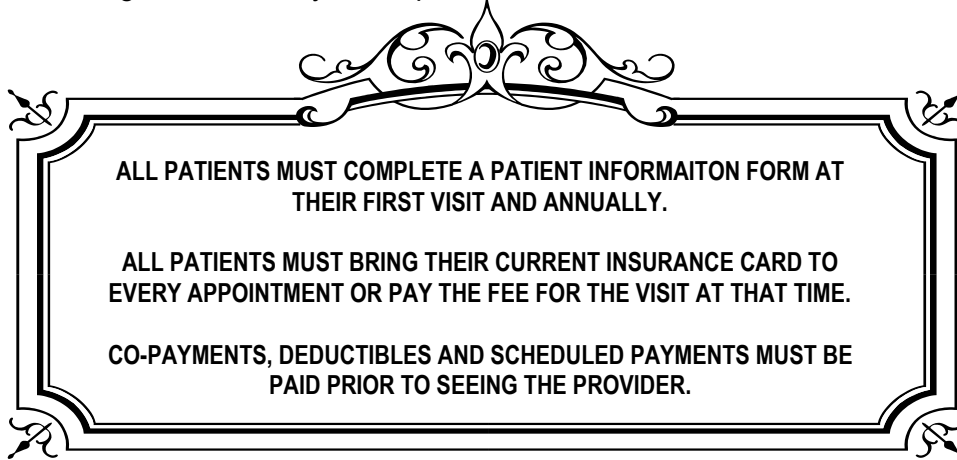 ALL PATIENTS MUST COMPLETE A PATIENT INFORMAITON FORM AT
THEIR FIRST VISIT AND ANNUALLY.
ALL PATIENTS MUST BRING THEIR CURRENT INSURANCE CARD TO
EVERY APPOINTMENT OR PAY THE FEE FOR THE VISIT AT THAT TIME.
CO-PAYMENTS, DEDUCTIBLES AND SCHEDULED PAYMENTS MUST BE
PAID PRIOR TO SEEING THE PROVIDER.